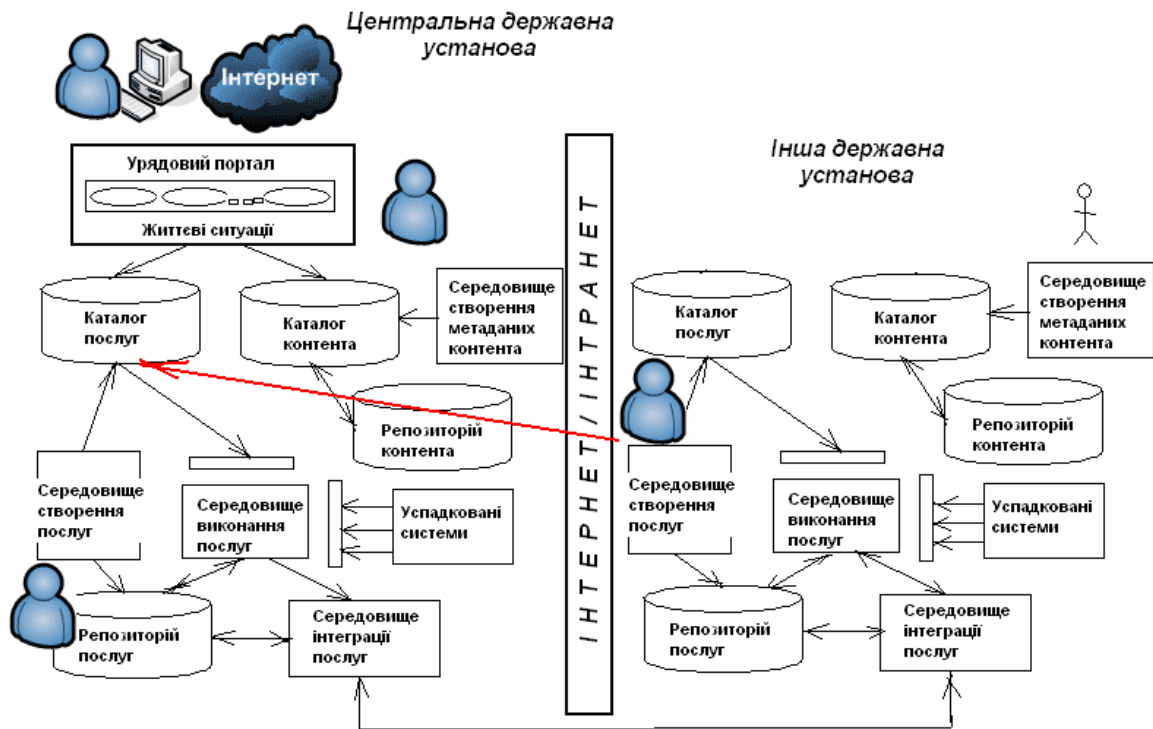 Центральна державна
установа
Інтернет
Урядовий портал
Життєві ситуації
Каталог
послуг
Каталог
контента
Середовище
створення
метаданих
контента
Репозиторій
контента
Середовище
створення
послуг
Середовище
виконання
послуг
Успадковані
системи
Репозиторій
послуг
Середовище
інтеграції
послуг
ІНТЕРНЕТ/ІНТРАНЕТ
Інша державна
установа
Каталог
послуг
Каталог
контента
Середовище
створення
метаданих
контента
Репозиторій
контента
Середовище
створення
послуг
Середовище
виконання
послуг
Успадковані
системи
Репозиторій
послуг
Середовище
інтеграції
послуг